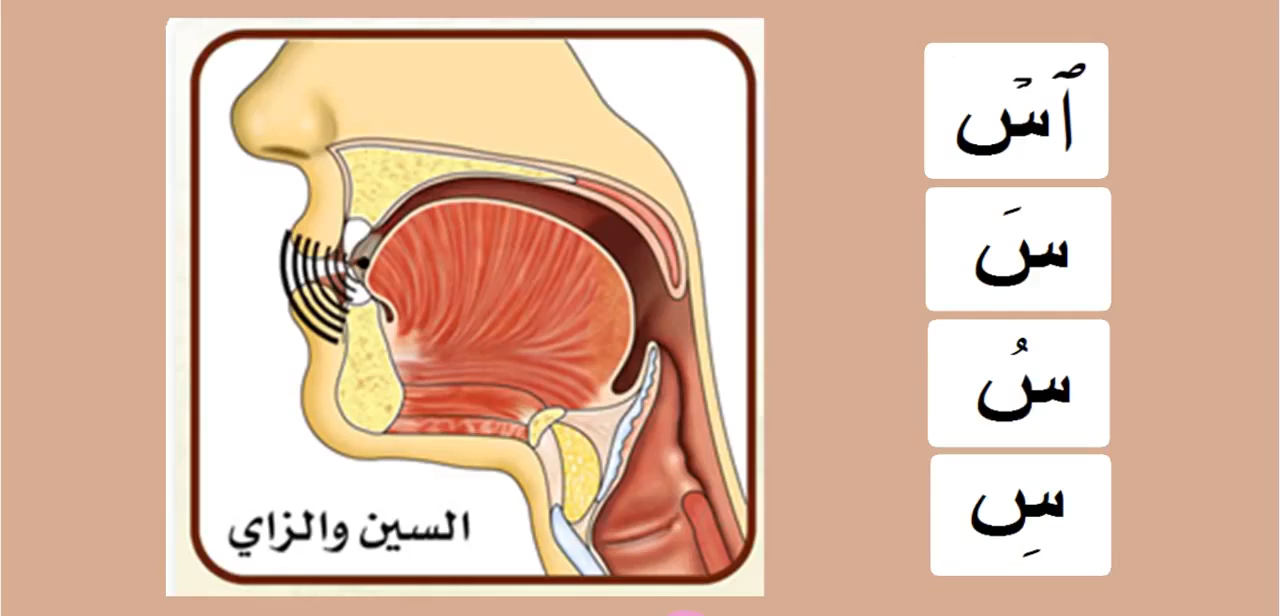 ٱسۡ
سَ
سُ
سِ
السين والزاي